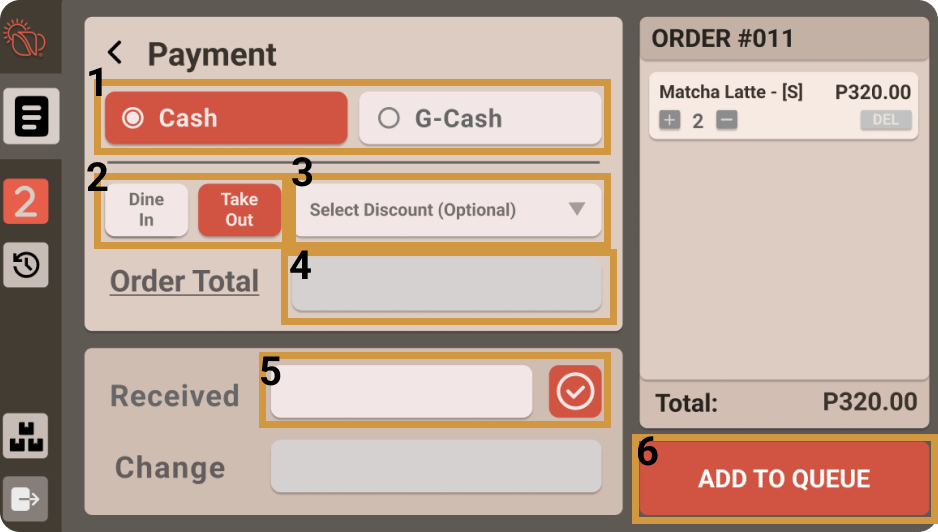 Payment
1
Cash
G-Cash
2
Dine
In
Take
Out
3
Select Discount (Optional)
4
Order Total
5
Received
Change
2
ORDER #011
Matcha Latte - [S] P320.00
+ 2 - DEL
Total: P320.00
6
ADD TO QUEUE